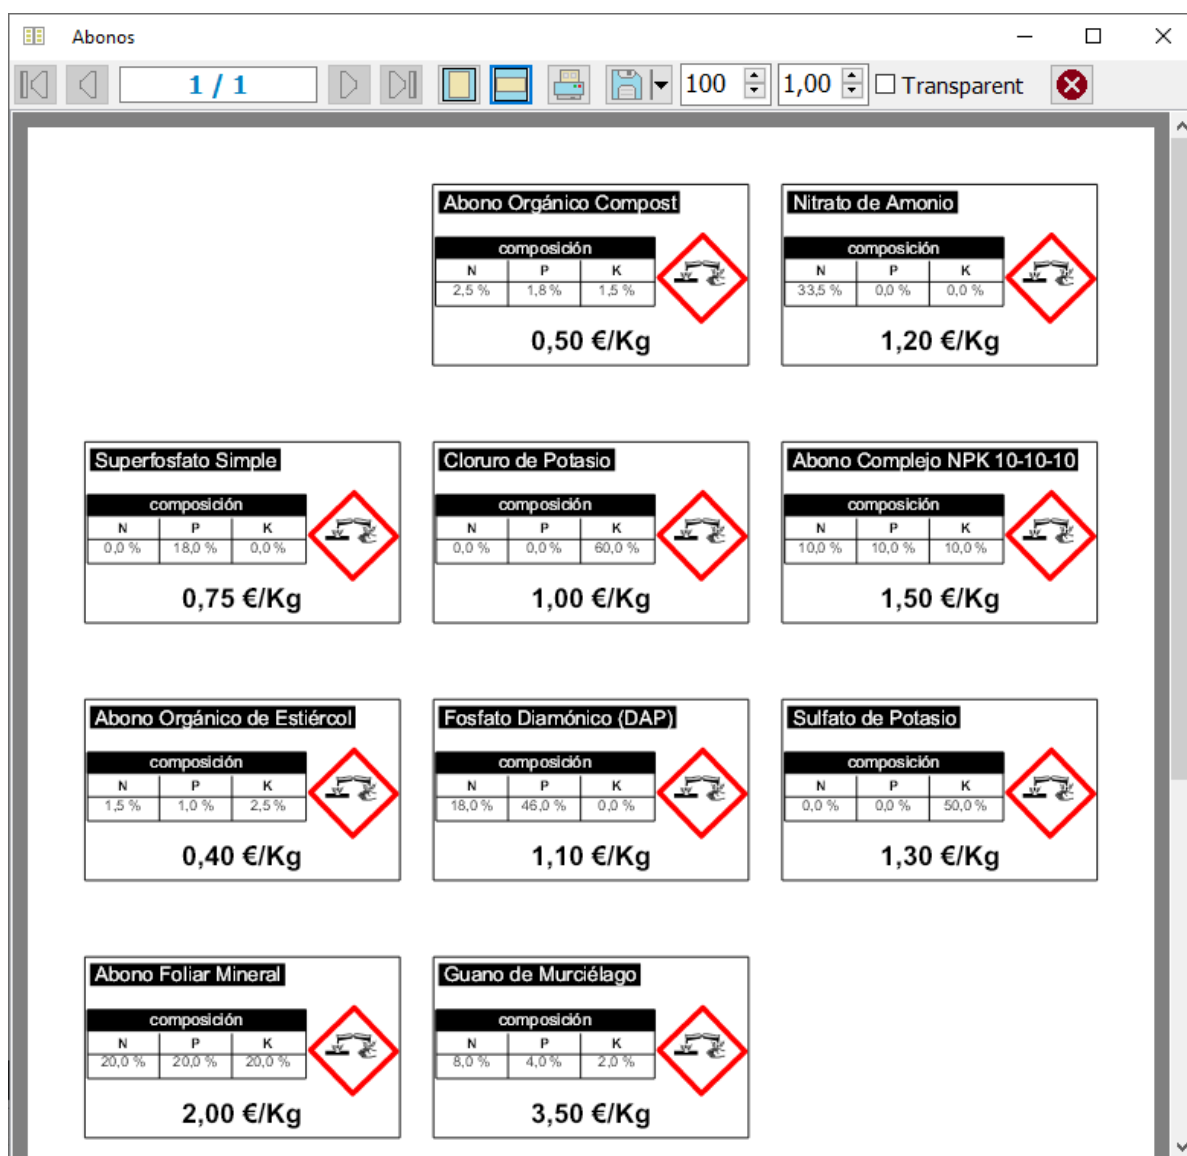 Abonos
1 / 1
100
1,00
Transparent
Abono Orgánico Compost
composición
N P K
2,5 % 1,8 % 1,5 %
0,50 €/Kg
Nitrato de Amonio
composición
N P K
33,5 % 0,0 % 0,0 %
1,20 €/Kg
Superfosfato Simple
composición
N P K
0,0 % 18,0 % 0,0 %
0,75 €/Kg
Cloruro de Potasio
composición
N P K
0,0 % 0,0 % 60,0 %
1,00 €/Kg
Abono Complejo NPK 10-10-10
composición
N P K
10,0 % 10,0 % 10,0 %
1,50 €/Kg
Abono Orgánico de Estiércol
composición
N P K
1,5 % 1,0 % 2,5 %
0,40 €/Kg
Fosfato Diamónico (DAP)
composición
N P K
18,0 % 46,0 % 0,0 %
1,10 €/Kg
Sulfato de Potasio
composición
N P K
0,0 % 0,0 % 50,0 %
1,30 €/Kg
Abono Foliar Mineral
composición
N P K
20,0 % 20,0 % 20,0 %
2,00 €/Kg
Guano de Murciélago
composición
N P K
8,0 % 4,0 % 2,0 %
3,50 €/Kg